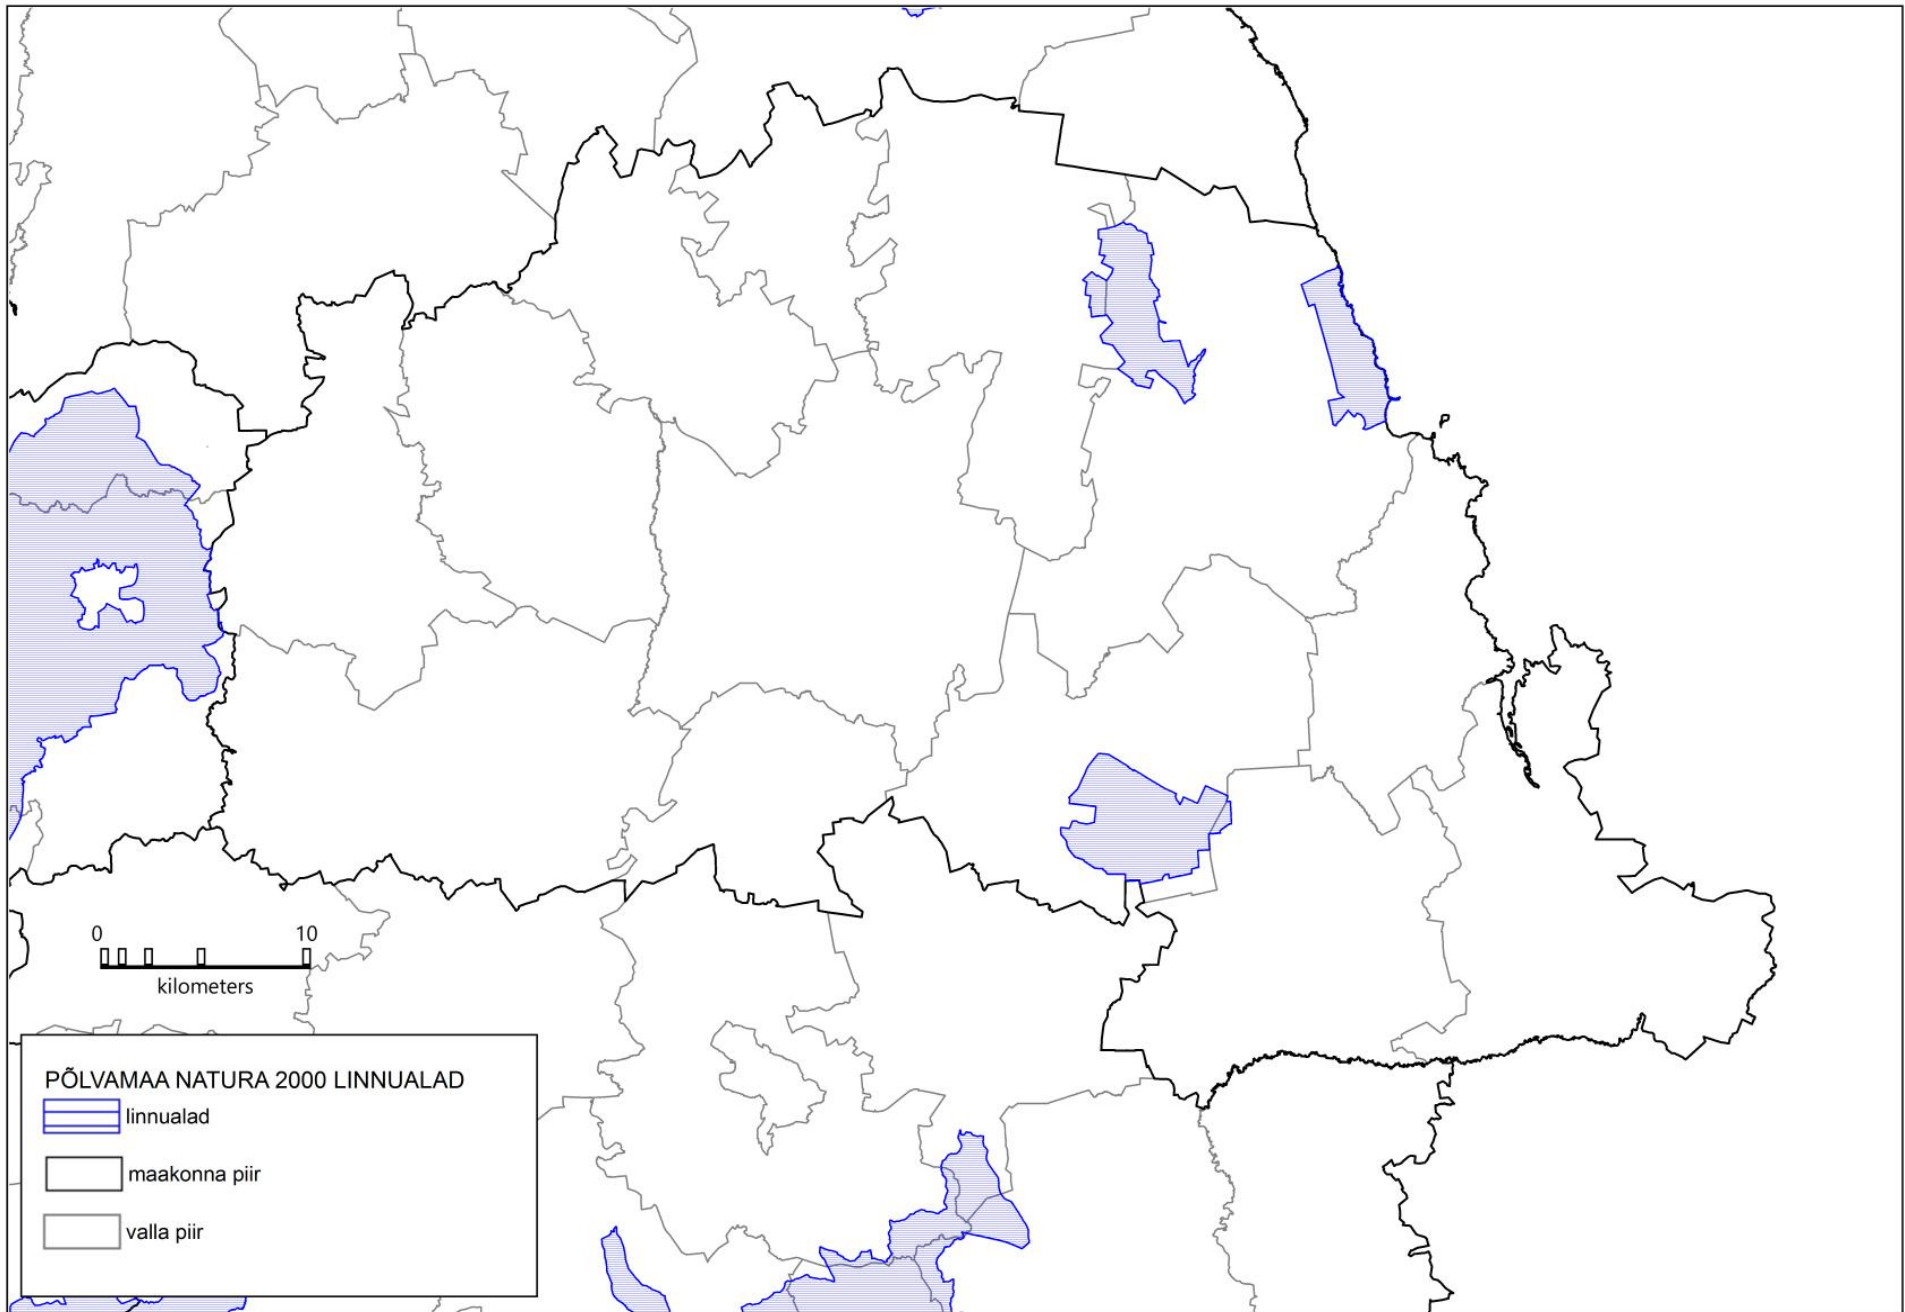 0 10
kilometers
PÕLVAMAA NATURA 2000 LINNUALAD
linnualad
maakonna piir
valla piir